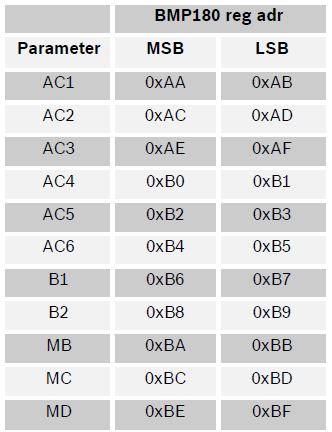 BMP180 reg adr
Parameter MSB LSB
AC1 0xAA 0xAB
AC2 0xAC 0xAD
AC3 0xAE 0xAF
AC4 0xB0 0xB1
AC5 0xB2 0xB3
AC6 0xB4 0xB5
B1 0xB6 0xB7
B2 0xB8 0xB9
MB 0xBA 0xBB
MC 0xBC 0xBD
MD 0xBE 0xBF